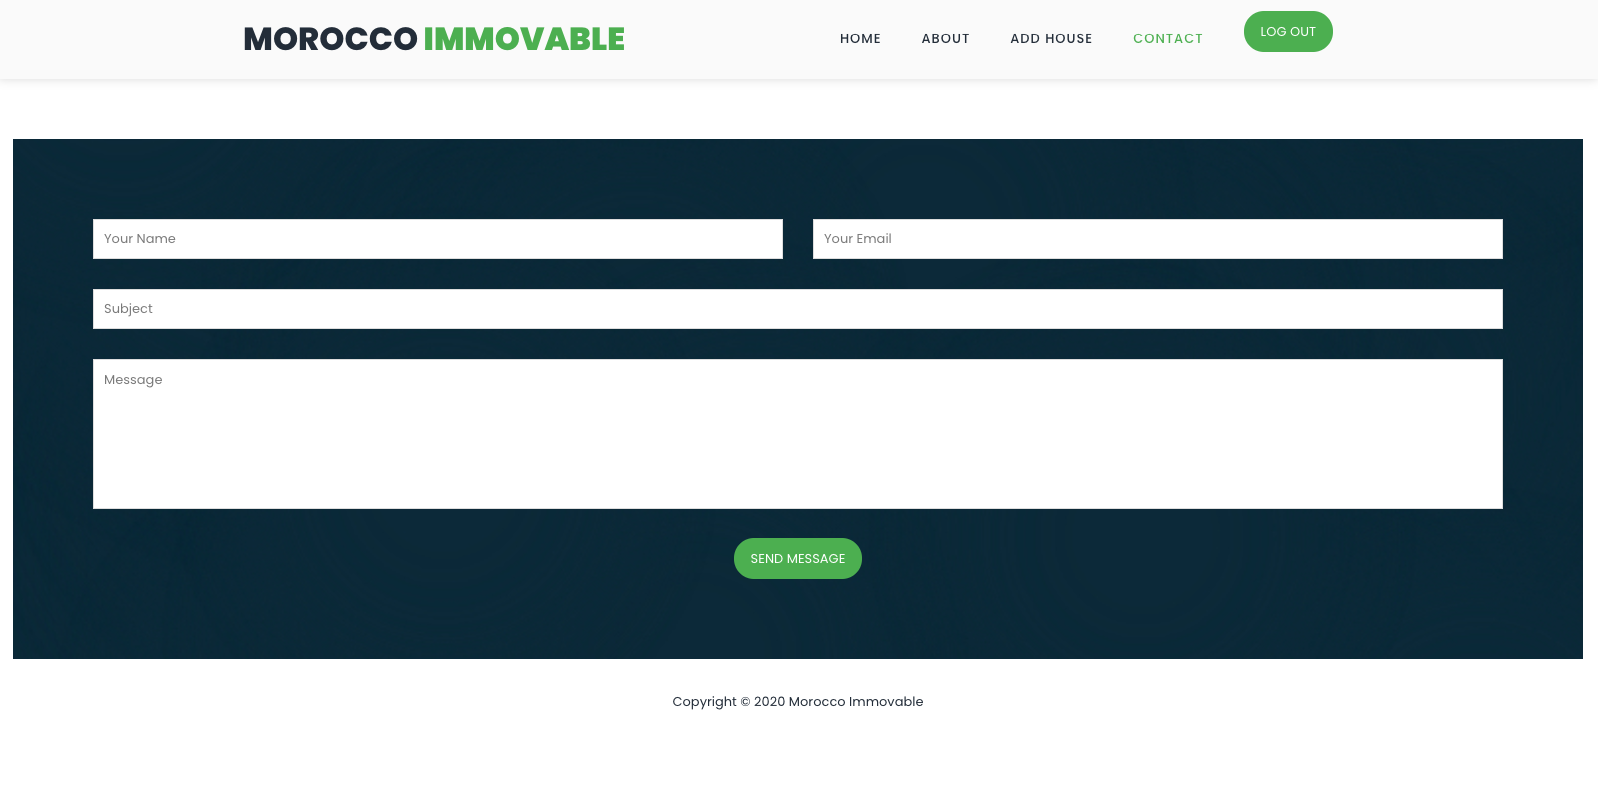 MOROCCO IMMOVABLE
HOME ABOUT ADD HOUSE CONTACT LOG OUT
Your Name Your Email
Subject
Message
SEND MESSAGE
Copyright © 2020 Morocco Immovable